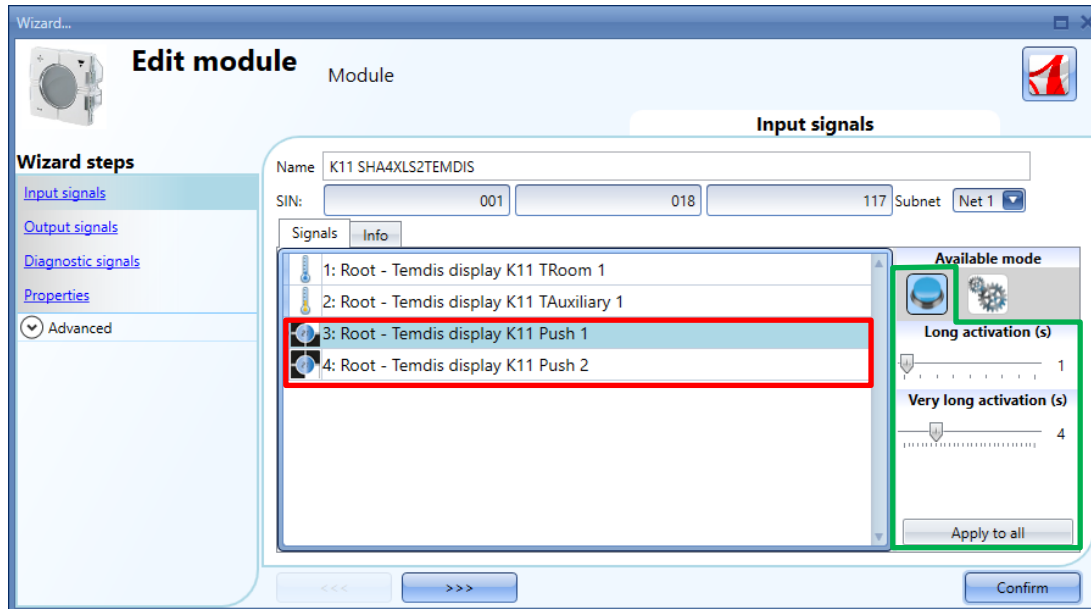 Wizard...
Edit module
Module
Input signals
Wizard steps
Input signals
Output signals
Diagnostic signals
Properties
Advanced
Name K11 SHA4XLS2TEMDIS
SIN: 001 018 117 Subnet Net 1
Signals Info
1: Root - Temdis display K11 TRoom 1
2: Root - Temdis display K11 TAuxiliary 1
3: Root - Temdis display K11 Push 1
4: Root - Temdis display K11 Push 2
Available mode
Long activation (s)
1
Very long activation (s)
4
Apply to all
<<< >>> Confirm